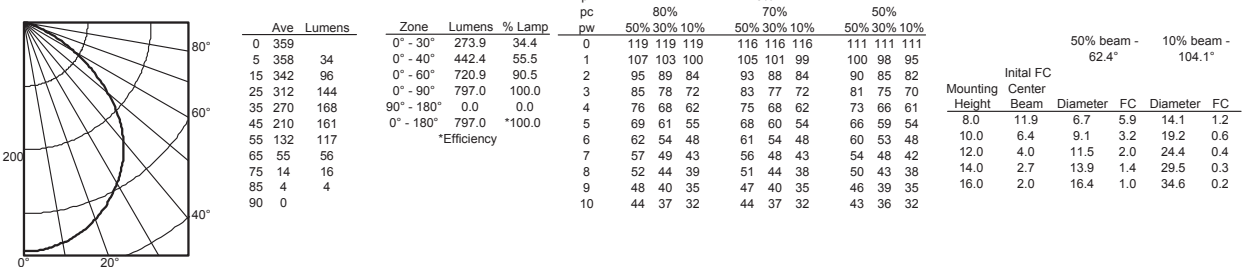 80°
60°
200
40°
0°
20°
Ave Lumens
0 359
5 358 34
15 342 96
25 312 144
35 270 168
45 210 161
55 132 117
65 55 56
75 14 16
85 4 4
90 0
Zone Lumens % Lamp
0° - 30° 273.9 34.4
0° - 40° 442.4 55.5
0° - 60° 720.9 90.5
0° - 90° 797.0 100.0
90° - 180° 0.0 0.0
0° - 180° 797.0 *100.0
*Efficiency
pc 80% 70% 50%
pw 50% 30% 10% 50% 30% 10% 50% 30% 10%
0 119 119 119 116 116 116 111 111 111
1 107 103 100 105 101 99 100 98 95
2 95 89 84 93 88 84 90 85 82
3 85 78 72 83 77 72 81 75 70
4 76 68 62 75 68 62 73 66 61
5 69 61 55 68 60 54 66 59 54
6 62 54 48 61 54 48 60 53 48
7 57 49 43 56 48 43 54 48 42
8 52 44 39 51 44 38 50 43 38
9 48 40 35 47 40 35 46 39 35
10 44 37 32 44 37 32 43 36 32
50% beam - 10% beam -
62.4° 104.1°
Inital FC
Mounting Center
Height Beam Diameter FC Diameter FC
8.0 11.9 6.7 5.9 14.1 1.2
10.0 6.4 9.1 3.2 19.2 0.6
12.0 4.0 11.5 2.0 24.4 0.4
14.0 2.7 13.9 1.4 29.5 0.3
16.0 2.0 16.4 1.0 34.6 0.2